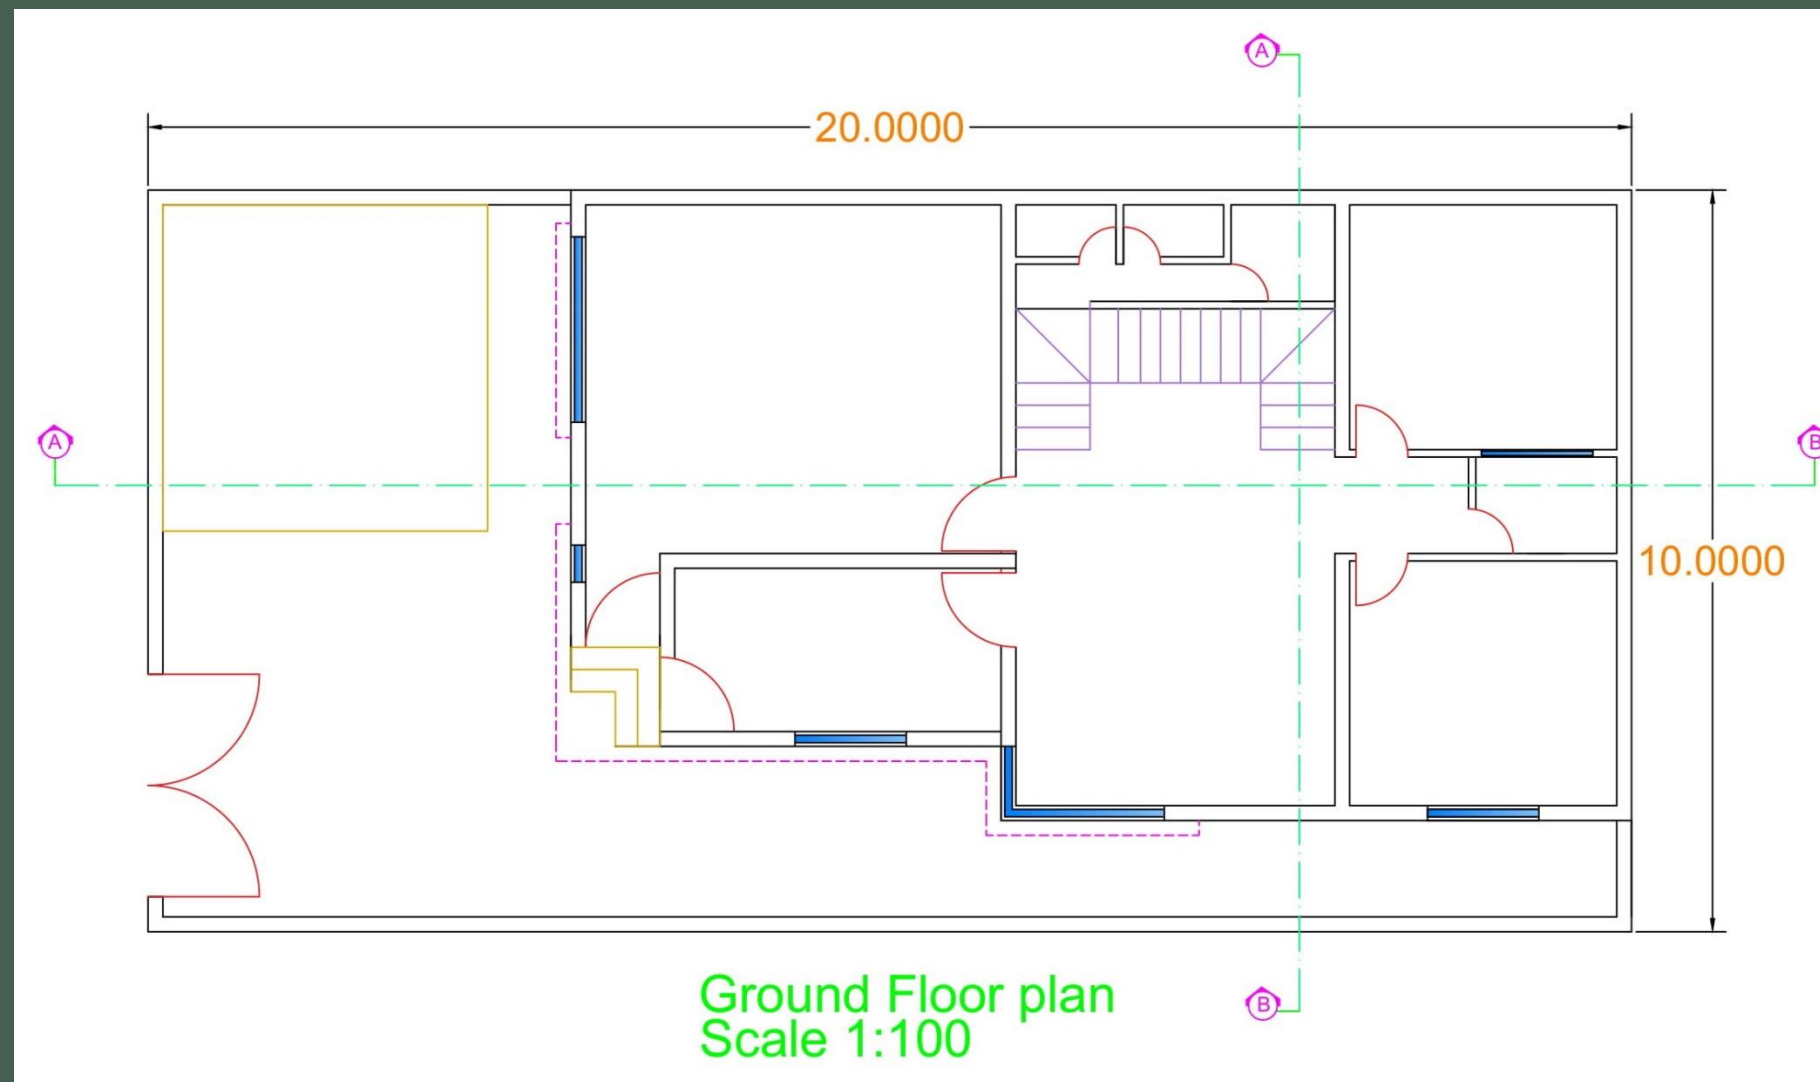 A
20.0000
A
B
10.0000
Ground Floor plan
Scale 1:100
B